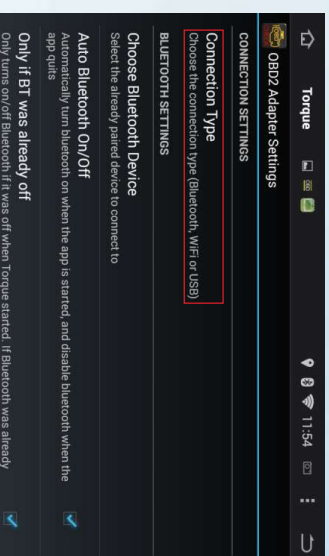 Torque
11:54
OBD2 Adapter Settings
CONNECTION SETTINGS
Connection Type
Choose the connection type (Bluetooth, WiFi or USB)
BLUETOOTH SETTINGS
Choose Bluetooth Device
Select the already paired device to connect to
Auto Bluetooth On/Off
Automatically turn bluetooth on when the app is started, and disable bluetooth when the
app quits
Only if BT was already off
Only turns on/off Bluetooth if it was off when Torque started. If Bluetooth was already